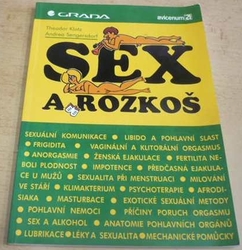 GRADA
avicenum
Theodor Klotz
SEX
A ROZKOŠ
SEXUÁLNÍ KOMUNIKACE ● LIBIDO A POHLAVNÍ SLAST
● FRIGIDITA ● VAGINÁLNÍ A KLITORÁLNÍ ORGASMUS
● ANORGASMIE ● ŽENSKÁ EJAKULACE ● FERTILITA NE-
BOLI PLODNOST ● IMPOTENCE ● PŘEDČASNÁ EJAKULA-
CE U MUŽŮ ● SEXUALITA PŘI MENSTRUACI ● MILOVÁNÍ
VE STÁŘÍ ● KLIMAKTERIUM ● PSYCHOTERAPIE ● AFRODI-
SIAKA ● MASTURBACE ● EXOTICKÉ SEXUÁLNÍ METODY
● POHLAVNÍ NEMOCI ● PŘÍČINY PORUCH ORGASMU
● SEX A ALKOHOL ● ANATOMIE POHLAVNÍCH ORGÁNŮ
● LUBRIKACE ● LÉKY A SEXUALITA ● MECHANICKÉ POMŮCKY